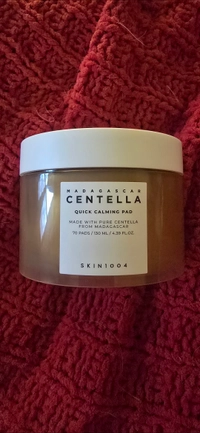 MADAGASCAR
CENTELLA
QUICK CALMING PAD
MADE WITH PURE CENTELLA
FROM MADAGASCAR
70 PADS / 130 ML / 4.39 FL.OZ.
SKIN1004